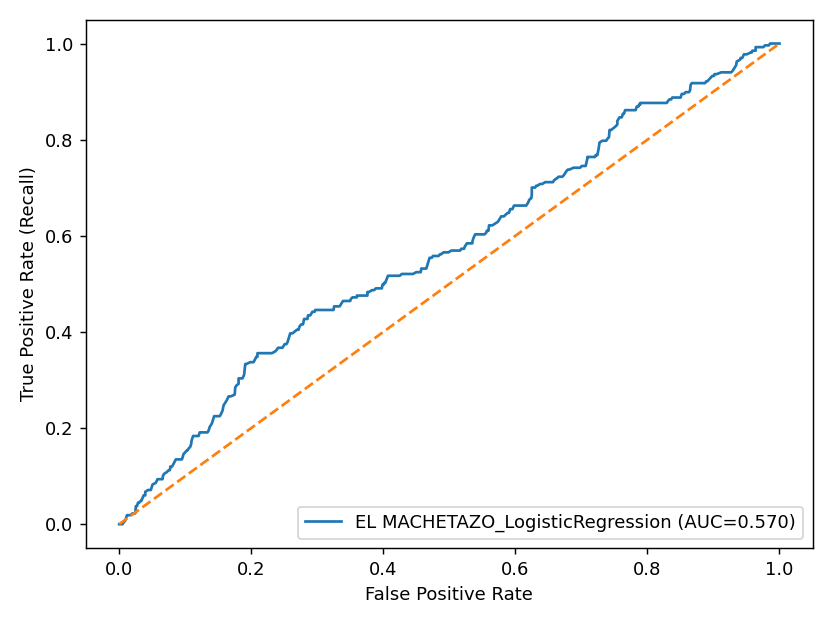 1.0
0.8
0.6
0.4
0.2
0.0
True Positive Rate (Recall)
EL MACHETAZO_LogisticRegression (AUC=0.570)
0.0 0.2 0.4 0.6 0.8 1.0
False Positive Rate